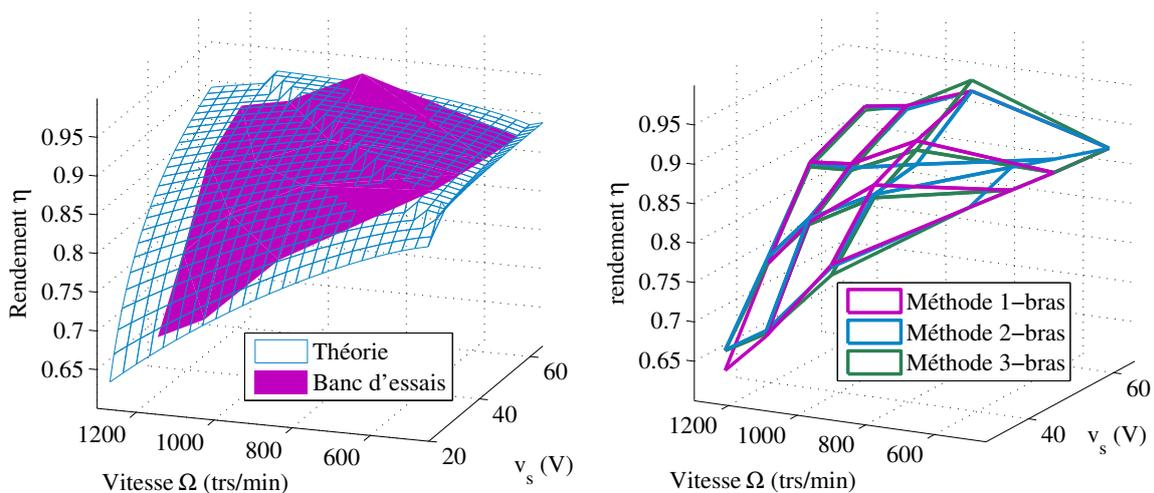 0.95
0.9
0.85
0.8
0.75
0.7
0.65
Rendement η
Théorie
Banc d'essais
1200
1000
800
600
20
40
60
Vitesse Ω (trs/min)
v_s (V)
0.95
0.9
0.85
0.8
0.75
0.7
0.65
rendement η
Méthode 1−bras
Méthode 2−bras
Méthode 3−bras
1200
1000
800
600
40
60
Vitesse Ω (trs/min)
v_s (V)